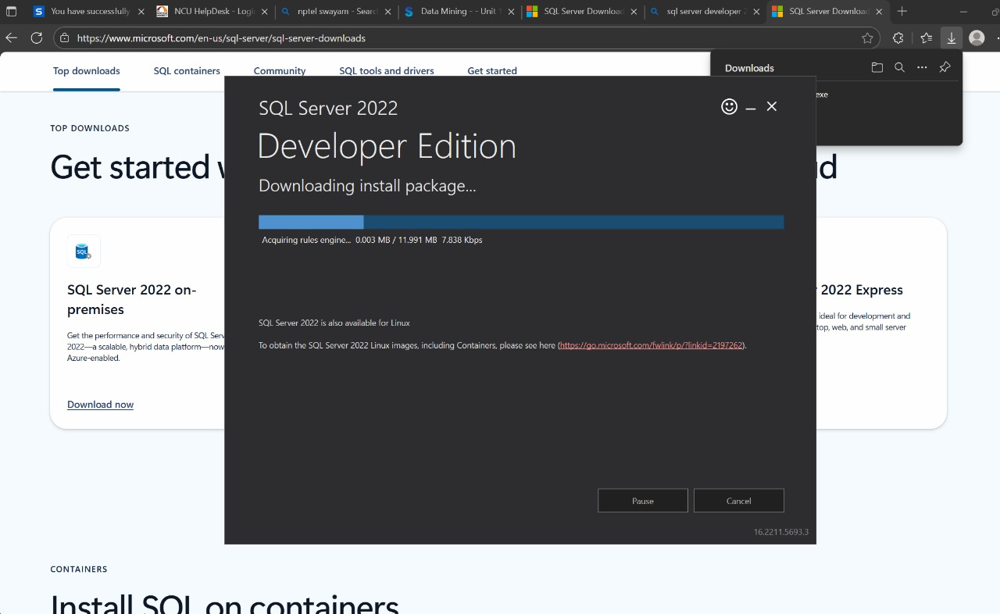 You have successfully
NCU HelpDesk - Logi
nptel swayam - Searc
Data Mining - - Unit
SQL Server Download
sql server developer 2
SQL Server Download
https://www.microsoft.com/en-us/sql-server/sql-server-downloads
Top downloads
SQL containers
Community
SQL tools and drivers
Get started
Downloads
exe
TOP DOWNLOADS
Get started
SQL Server 2022
Developer Edition
Downloading install package...
Acquiring rules engine... 0.003 MB / 11.991 MB 7.838 Kbps
SQL Server 2022 is also available for Linux
To obtain the SQL Server 2022 Linux images, including Containers, please see here (https://go.microsoft.com/fwlink/p/?linkid=2197262).
Pause
Cancel
16.2211.5693.3
SQL
SQL Server 2022 on-
premises
Get the performance and security of SQL Serv
2022—a scalable, hybrid data platform—now
Azure-enabled.
Download now
2022 Express
ideal for development and
top, web, and small server
CONTAINERS
Install SQL on containers